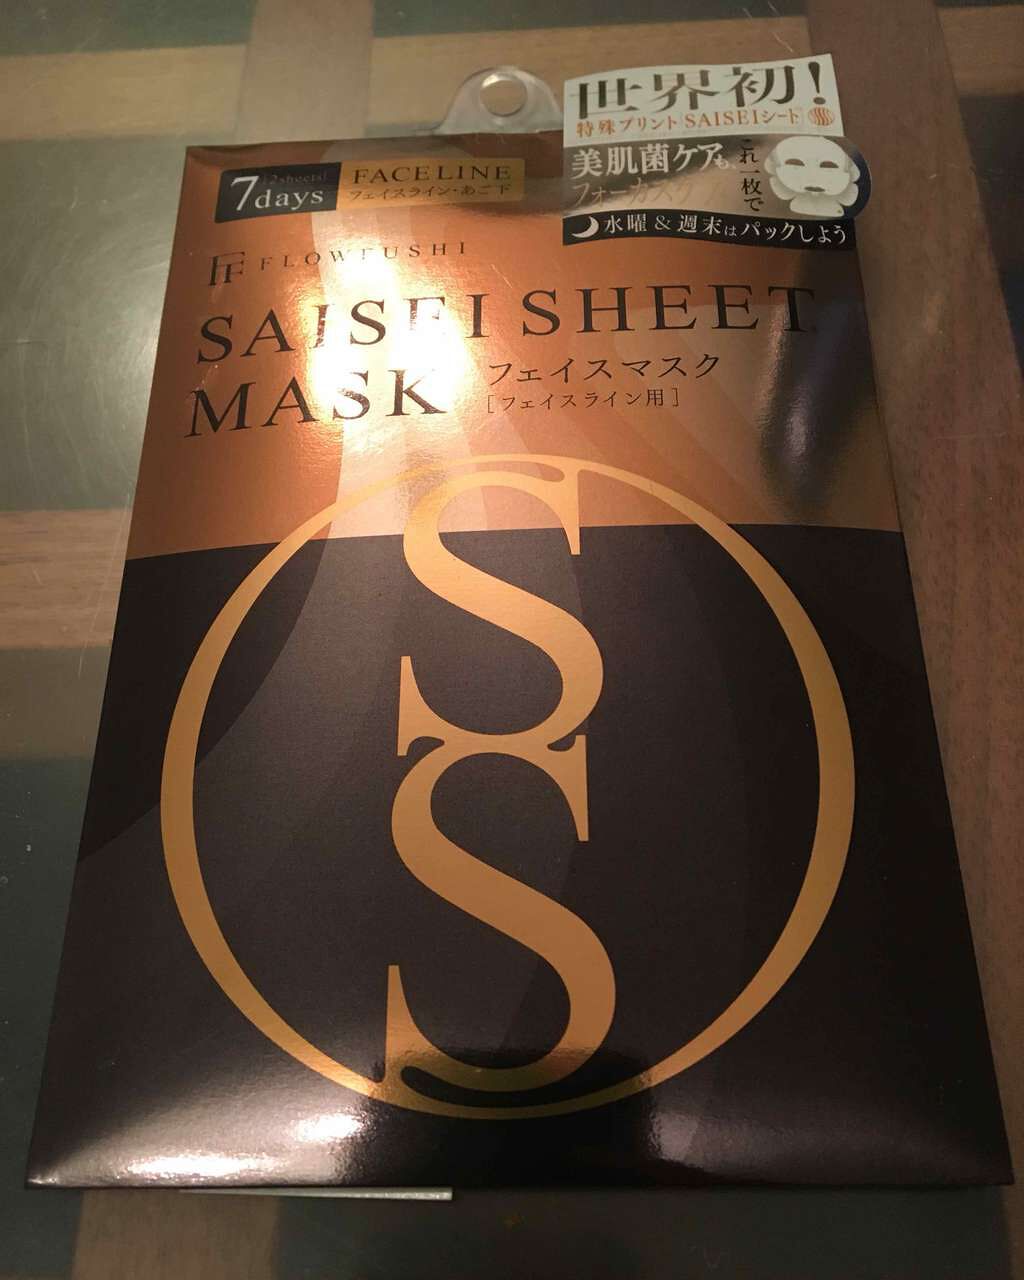 世界初!
特殊プリントSAISEIシート
美肌菌ケアも、
フォーカスケアも
これ一枚で
水曜&週末はパックしよう
7days
[2sheets]
FACELINE
フェイスライン・あご下
FLOWFUSHI
SAISEI SHEET
MASK
フェイスマスク
[フェイスライン用]
SS